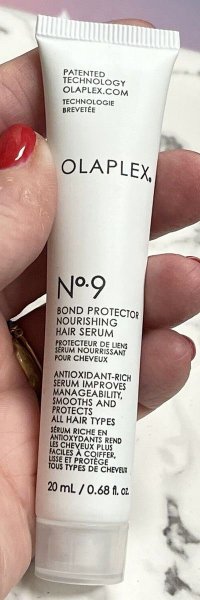 PATENTED
TECHNOLOGY
OLAPLEX.COM
TECHNOLOGIE
BREVETÉE
OLAPLEX.
Nº.9
BOND PROTECTOR
NOURISHING
HAIR SERUM
PROTECTEUR DE LIENS
SÉRUM NOURRISSANT
POUR CHEVEUX
ANTIOXIDANT-RICH
SERUM IMPROVES
MANAGEABILITY,
SMOOTHS AND
PROTECTS
ALL HAIR TYPES
SÉRUM RICHE EN
ANTIOXYDANTS REND
LES CHEVEUX PLUS
FACILES À COIFFER,
LISSE ET PROTÈGE
TOUS TYPES DE CHEVEUX
20 mL / 0.68 fl. oz.